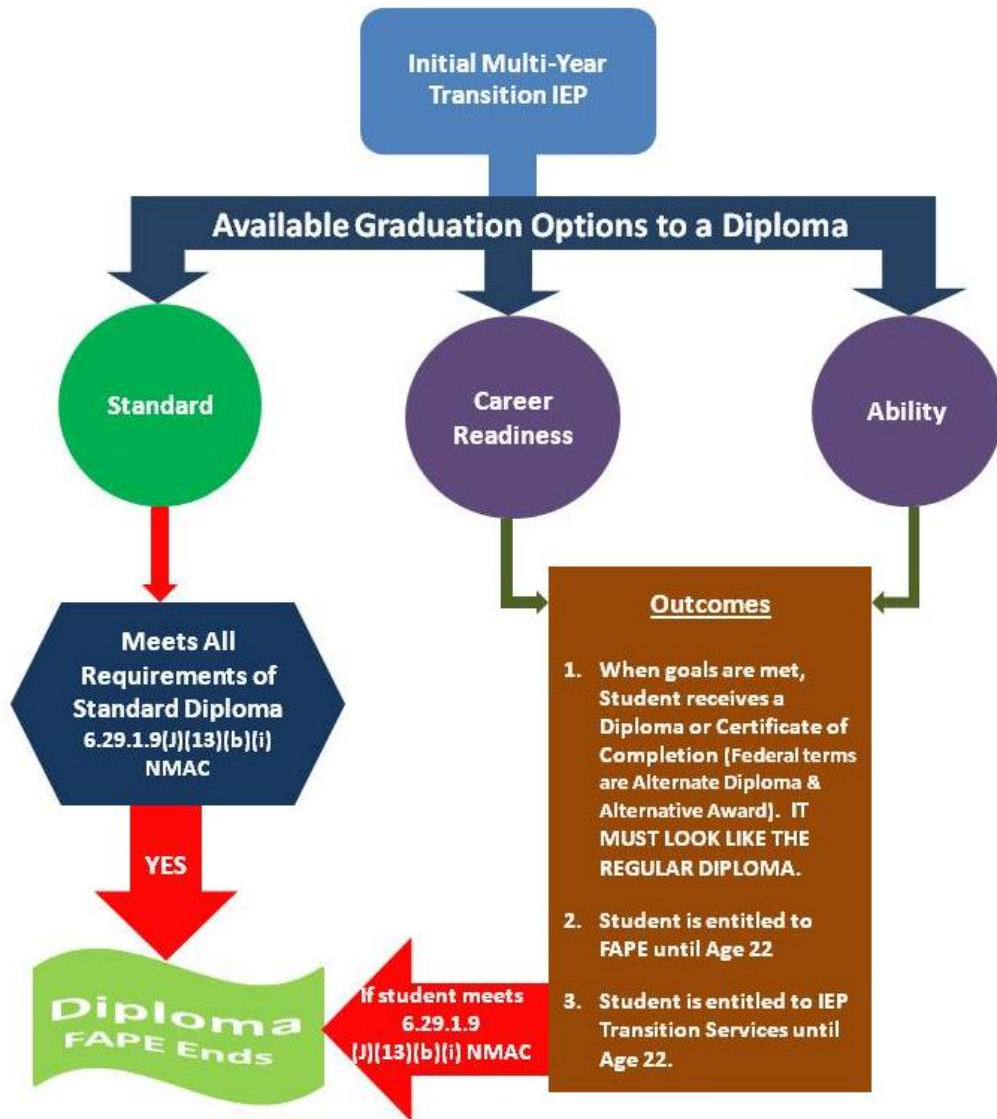 Initial Multi-Year
Transition IEP
Available Graduation Options to a Diploma
Standard
Career
Readiness
Ability
Meets All
Requirements of
Standard Diploma
6.29.1.9(J)(13)(b)(i)
NMAC
YES
Diploma
FAPE Ends
Outcomes
1. When goals are met,
Student receives a
Diploma or Certificate of
Completion (Federal terms
are Alternate Diploma &
Alternative Award). IT
MUST LOOK LIKE THE
REGULAR DIPLOMA.
2. Student is entitled to
FAPE until Age 22
3. Student is entitled to IEP
Transition Services until
Age 22.
If student meets
6.29.1.9
(J)(13)(b)(i) NMAC